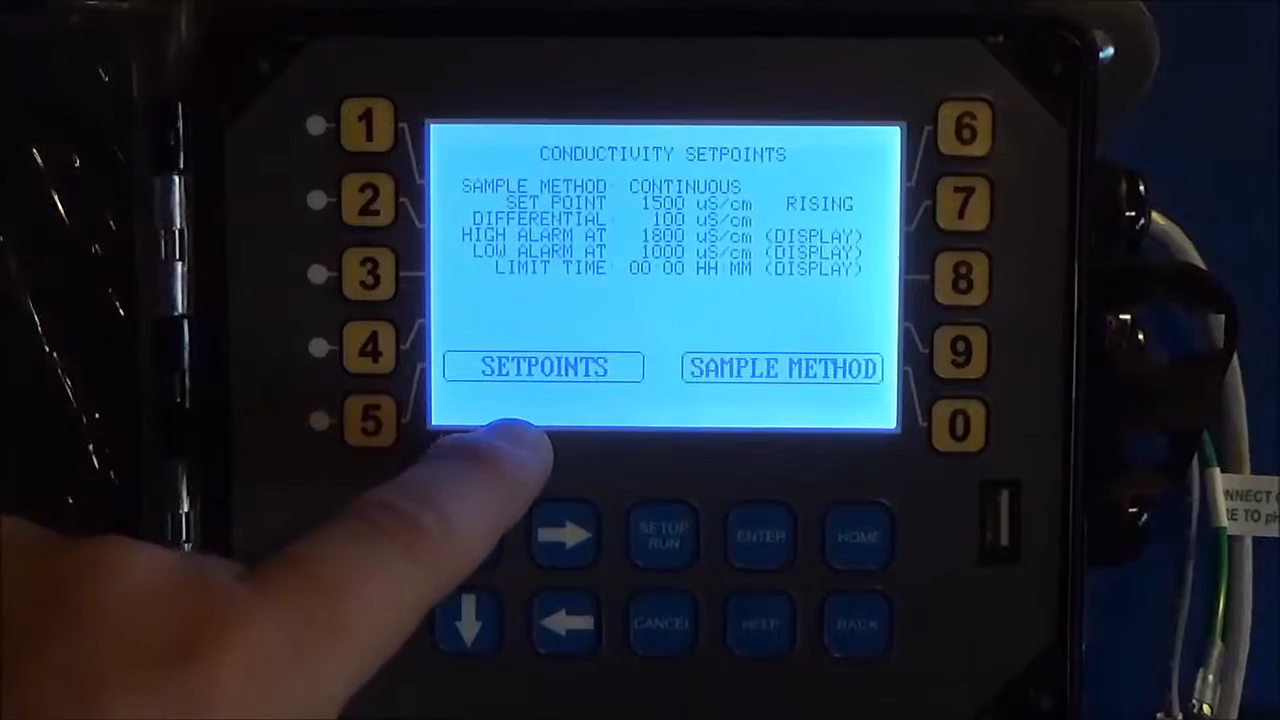 CONDUCTIVITY SETPOINTS
SAMPLE METHOD: CONTINUOUS
SET POINT: 1500 uS/cm RISING
DIFFERENTIAL: 100 uS/cm
HIGH ALARM AT: 1800 uS/cm (DISPLAY)
LOW ALARM AT: 1000 uS/cm (DISPLAY)
LIMIT TIME: 00:00 HH:MM (DISPLAY)
SETPOINTS SAMPLE METHOD
1
2
3
4
5
6
7
8
9
0
SETUP
RUN
ENTER
HOME
CANCEL
HELP
BACK
TO pH